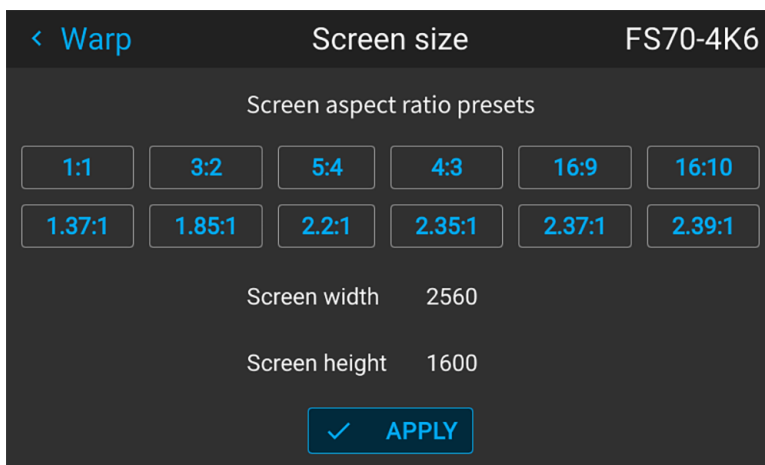 Warp Screen size FS70-4K6
Screen aspect ratio presets
1:1 3:2 5:4 4:3 16:9 16:10
1.37:1 1.85:1 2.2:1 2.35:1 2.37:1 2.39:1
Screen width 2560
Screen height 1600
APPLY